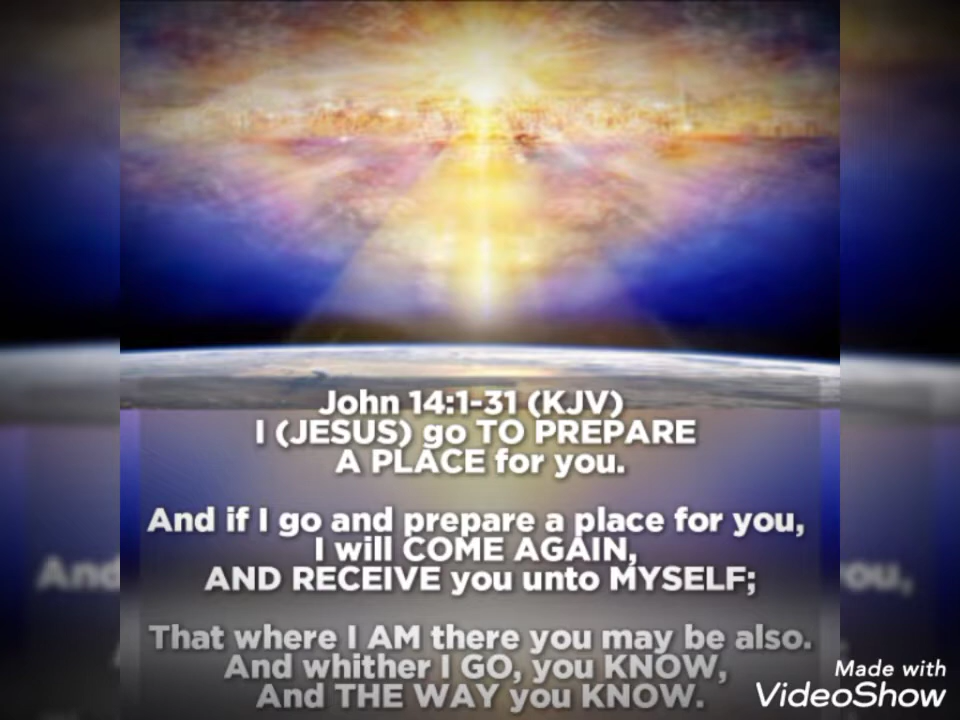 John 14:1-31 (KJV)
I (JESUS) go TO PREPARE
A PLACE for you.
And if I go and prepare a place for you,
I will COME AGAIN,
AND RECEIVE you unto MYSELF;
That where I AM there you may be also.
And whither I GO, you KNOW,
And THE WAY you KNOW.
And
ou,
Made with
VideoShow